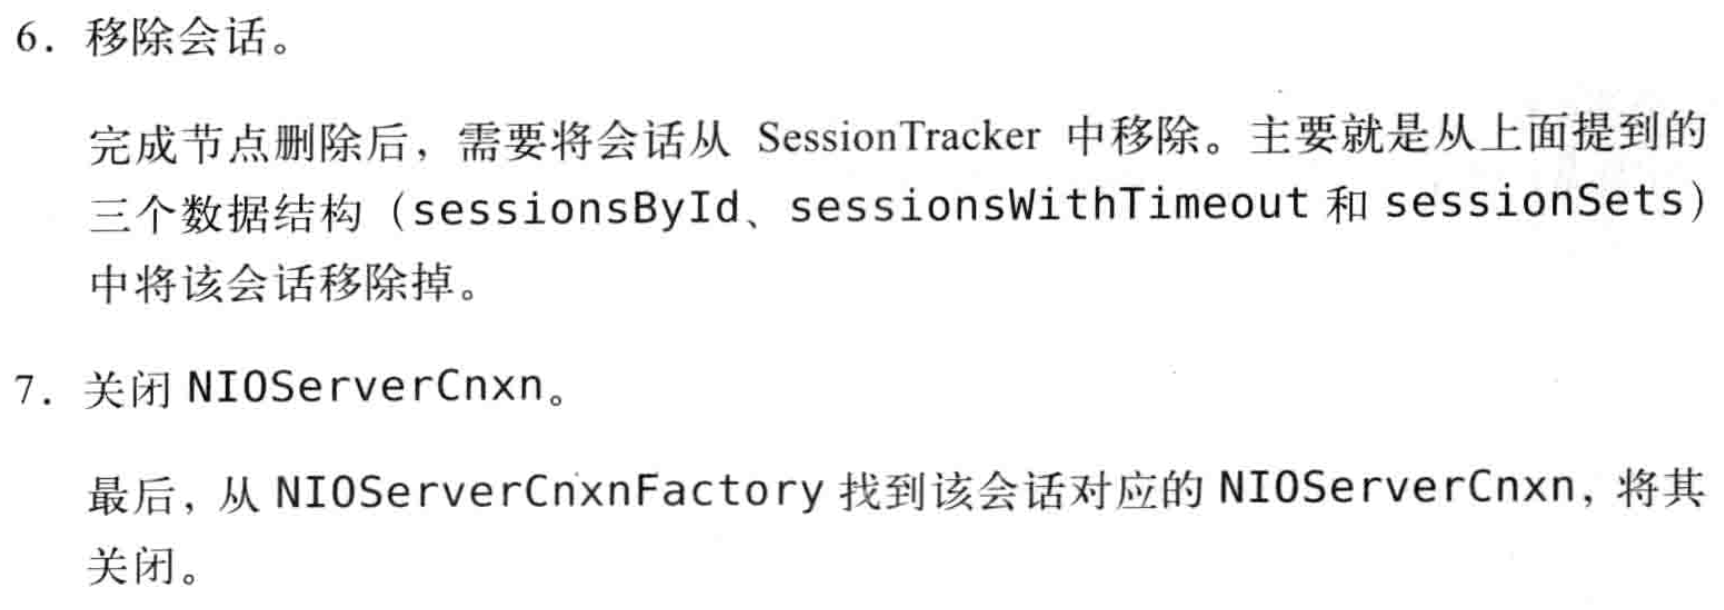 6. 移除会话。
完成节点删除后，需要将会话从 SessionTracker 中移除。主要就是从上面提到的
三个数据结构（sessionsById、sessionsWithTimeout 和 sessionSets）
中将该会话移除掉。
7. 关闭 NIOServerCnxn。
最后，从 NIOServerCnxnFactory 找到该会话对应的 NIOServerCnxn，将其
关闭。